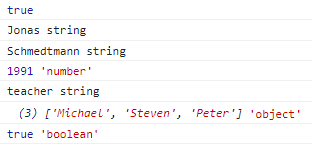 true
Jonas string
Schmedtmann string
1991 'number'
teacher string
(3) ['Michael', 'Steven', 'Peter'] 'object'
true 'boolean'